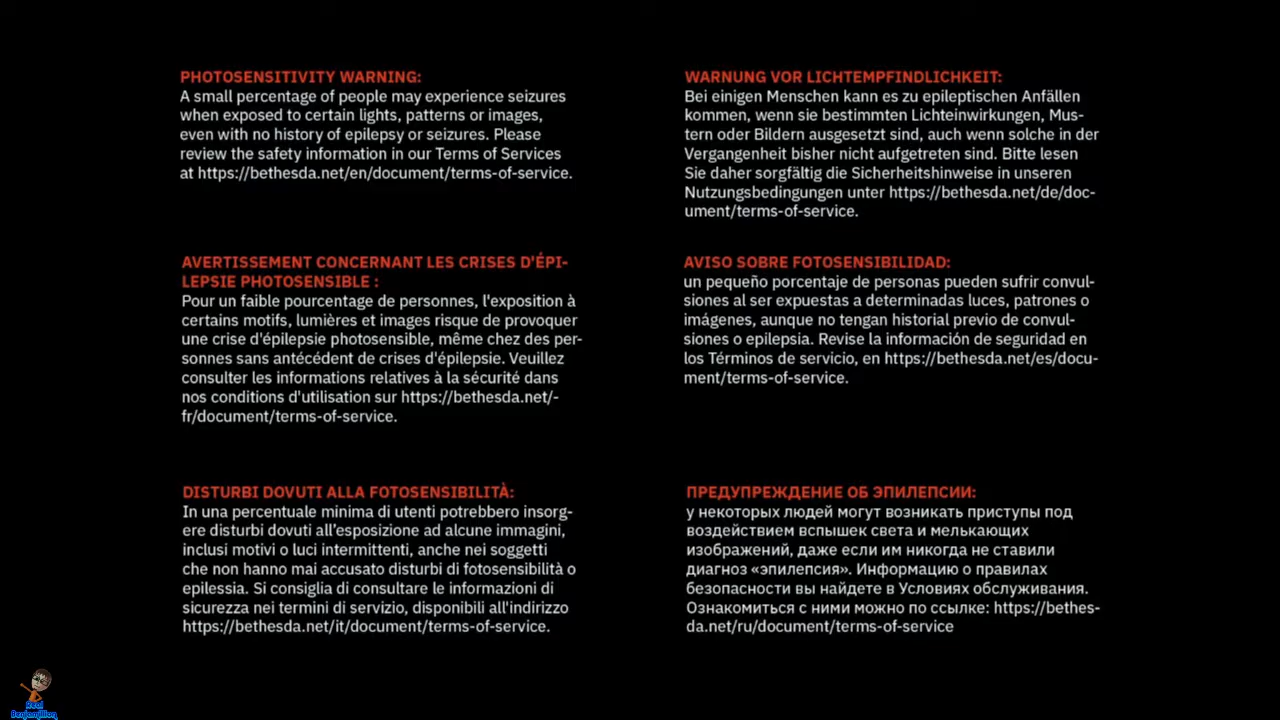 PHOTOSENSITIVITY WARNING:
A small percentage of people may experience seizures
when exposed to certain lights, patterns or images,
even with no history of epilepsy or seizures. Please
review the safety information in our Terms of Services
at https://bethesda.net/en/document/terms-of-service.
WARNUNG VOR LICHTEMPFINDLICHKEIT:
Bei einigen Menschen kann es zu epileptischen Anfällen
kommen, wenn sie bestimmten Lichteinwirkungen, Mus-
tern oder Bildern ausgesetzt sind, auch wenn solche in der
Vergangenheit bisher nicht aufgetreten sind. Bitte lesen
Sie daher sorgfältig die Sicherheitshinweise in unseren
Nutzungsbedingungen unter https://bethesda.net/de/doc-
ument/terms-of-service.
AVERTISSEMENT CONCERNANT LES CRISES D'ÉPI-
LEPSIE PHOTOSENSIBLE :
Pour un faible pourcentage de personnes, l'exposition à
certains motifs, lumières et images risque de provoquer
une crise d'épilepsie photosensible, même chez des per-
sonnes sans antécédent de crises d'épilepsie. Veuillez
consulter les informations relatives à la sécurité dans
nos conditions d'utilisation sur https://bethesda.net/-
fr/document/terms-of-service.
AVISO SOBRE FOTOSENSIBILIDAD:
un pequeño porcentaje de personas pueden sufrir convul-
siones al ser expuestas a determinadas luces, patrones o
imágenes, aunque no tengan historial previo de convul-
siones o epilepsia. Revise la información de seguridad en
los Términos de servicio, en https://bethesda.net/es/docu-
ment/terms-of-service.
DISTURBI DOVUTI ALLA FOTOSENSIBILITÀ:
In una percentuale minima di utenti potrebbero insorg-
ere disturbi dovuti all'esposizione ad alcune immagini,
inclusi motivi o luci intermittenti, anche nei soggetti
che non hanno mai accusato disturbi di fotosensibilità o
epilessia. Si consiglia di consultare le informazioni di
sicurezza nei termini di servizio, disponibili all'indirizzo
https://bethesda.net/it/document/terms-of-service.
ПРЕДУПРЕЖДЕНИЕ ОБ ЭПИЛЕПСИИ:
у некоторых людей могут возникать приступы под
воздействием вспышек света и мелькающих
изображений, даже если им никогда не ставили
диагноз «эпилепсия». Информацию о правилах
безопасности вы найдете в Условиях обслуживания.
Ознакомиться с ними можно по ссылке: https://bethes-
da.net/ru/document/terms-of-service
Real